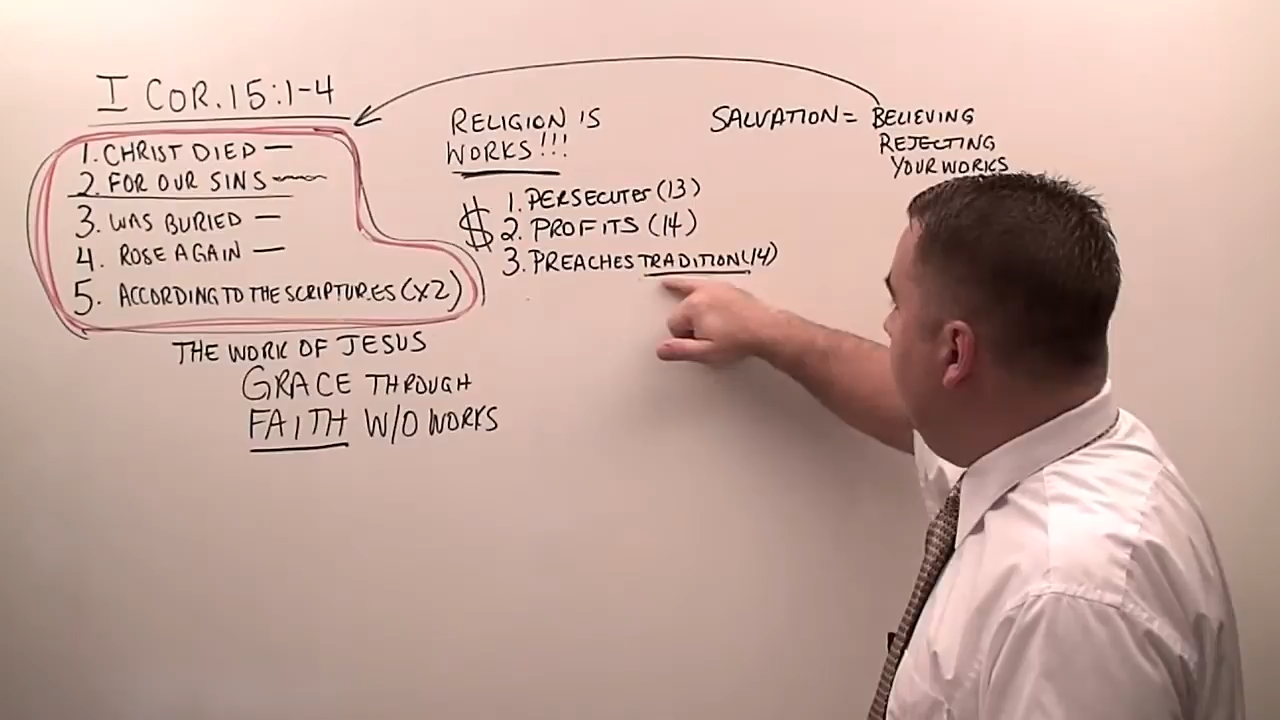 I COR. 15:1-4
1. CHRIST DIED —
2. FOR OUR SINS
3. WAS BURIED —
4. ROSE AGAIN —
5. ACCORDING TO THE SCRIPTURES (X2)
THE WORK OF JESUS
GRACE THROUGH
FAITH W/O WORKS
RELIGION IS
WORKS!!!
1. PERSECUTES (13)
$ 2. PROFITS (14)
3. PREACHES TRADITION (14)
SALVATION = BELIEVING
REJECTING
YOUR WORKS